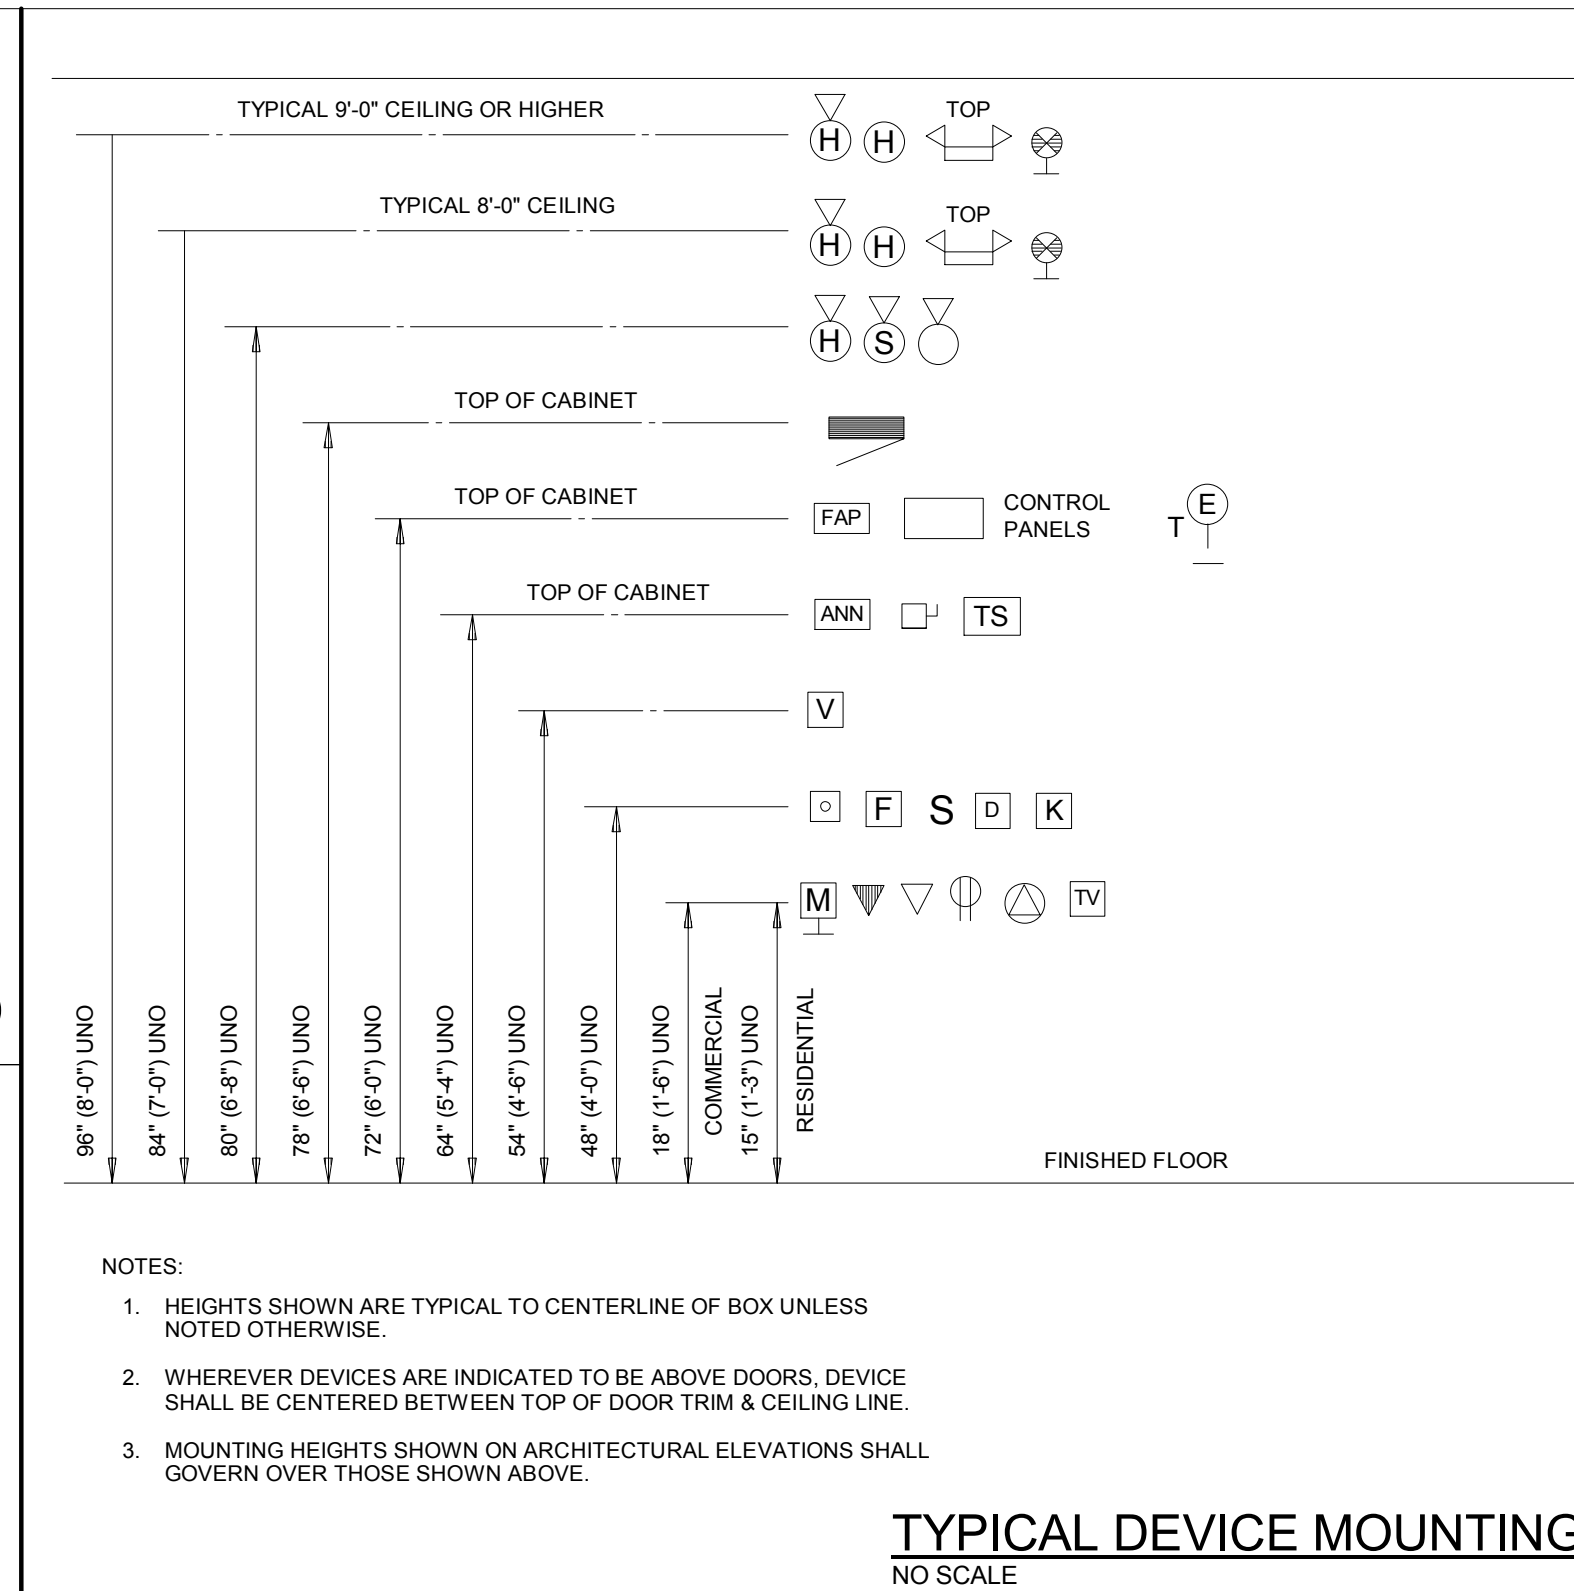 TYPICAL 9'-0" CEILING OR HIGHER
H H TOP
TYPICAL 8'-0" CEILING
H H TOP
H S
TOP OF CABINET
TOP OF CABINET
FAP CONTROL
PANELS
T E
TOP OF CABINET
ANN TS
V
F S D K
M TV
96" (8'-0") UNO
84" (7'-0") UNO
80" (6'-8") UNO
78" (6'-6") UNO
72" (6'-0") UNO
64" (5'-4") UNO
54" (4'-6") UNO
48" (4'-0") UNO
18" (1'-6") UNO
COMMERCIAL
15" (1'-3") UNO
RESIDENTIAL
FINISHED FLOOR
NOTES:
1. HEIGHTS SHOWN ARE TYPICAL TO CENTERLINE OF BOX UNLESS
NOTED OTHERWISE.
2. WHEREVER DEVICES ARE INDICATED TO BE ABOVE DOORS, DEVICE
SHALL BE CENTERED BETWEEN TOP OF DOOR TRIM & CEILING LINE.
3. MOUNTING HEIGHTS SHOWN ON ARCHITECTURAL ELEVATIONS SHALL
GOVERN OVER THOSE SHOWN ABOVE.
TYPICAL DEVICE MOUNTING
NO SCALE